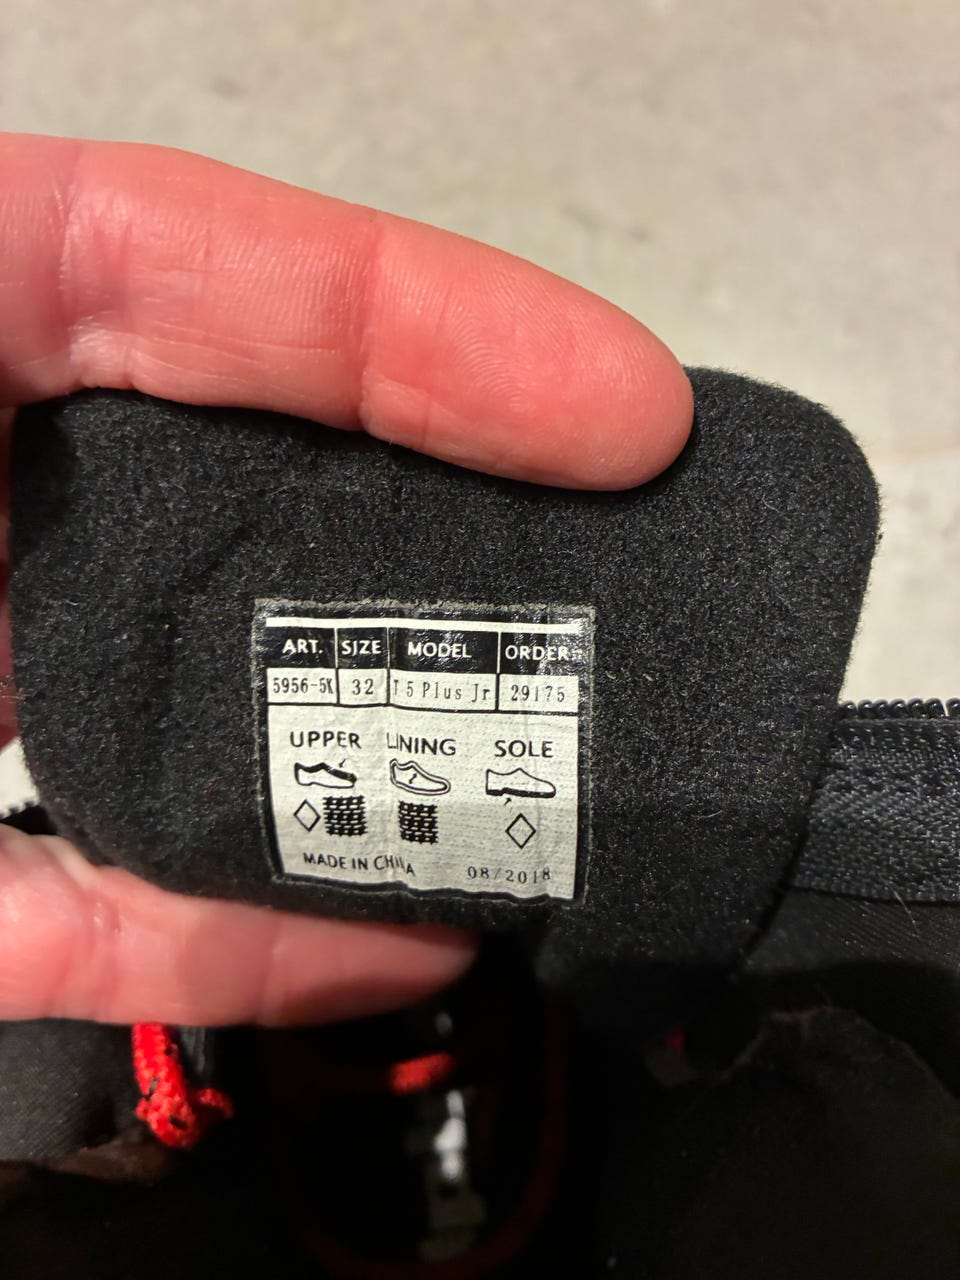 ART. SIZE MODEL ORDER
5956-5K 32 T5 Plus Jr 29175
UPPER LINING SOLE
MADE IN CHINA 08/2018